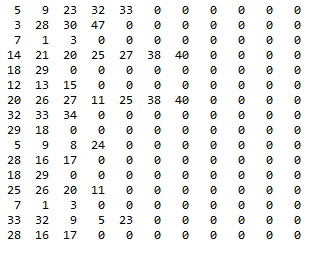 5 9 23 32 33 0 0 0 0 0 0
3 28 30 47 0 0 0 0 0 0 0
7 1 3 0 0 0 0 0 0 0 0
14 21 20 25 27 38 40 0 0 0 0
18 29 0 0 0 0 0 0 0 0 0
12 13 15 0 0 0 0 0 0 0 0
20 26 27 11 25 38 40 0 0 0 0
32 33 34 0 0 0 0 0 0 0 0
29 18 0 0 0 0 0 0 0 0 0
5 9 8 24 0 0 0 0 0 0 0
28 16 17 0 0 0 0 0 0 0 0
18 29 0 0 0 0 0 0 0 0 0
25 26 20 11 0 0 0 0 0 0 0
7 1 3 0 0 0 0 0 0 0 0
33 32 9 5 23 0 0 0 0 0 0
28 16 17 0 0 0 0 0 0 0 0